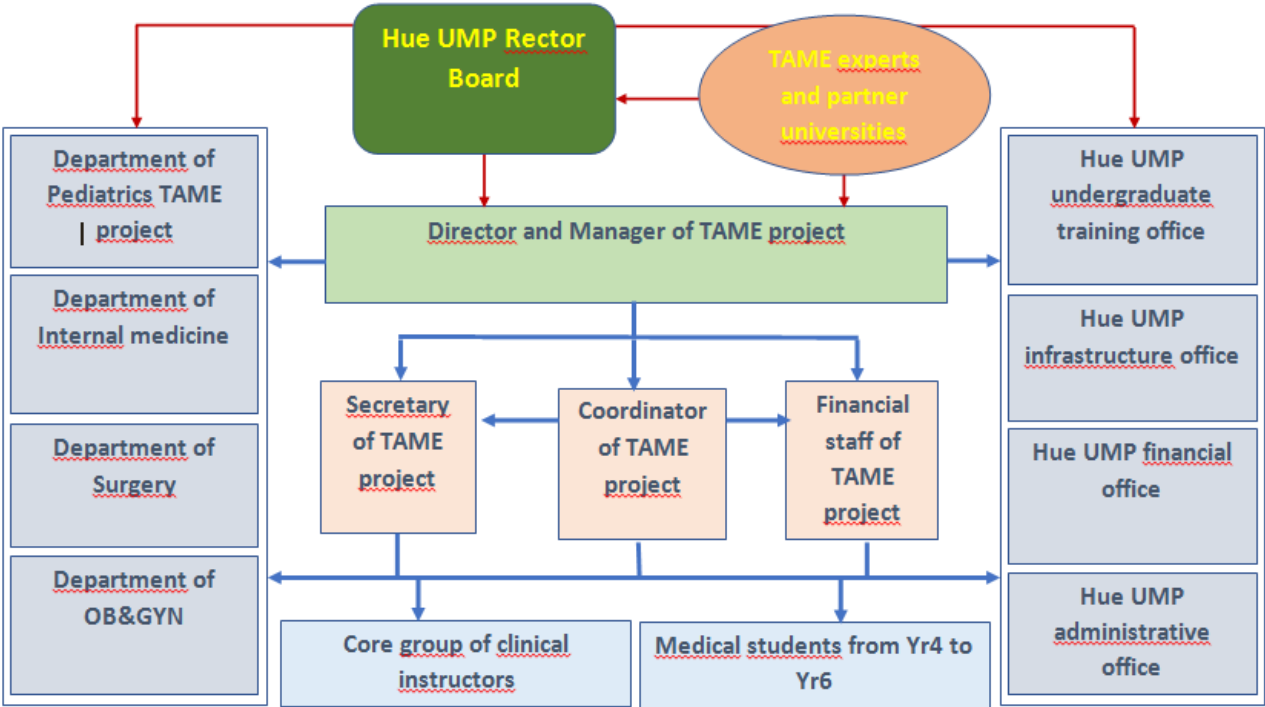 Hue UMP Rector
Board
TAME experts
and partner
universities
Department of
Pediatrics TAME
| project
Department of
Internal medicine
Department of
Surgery
Department of
OB&GYN
Director and Manager of TAME project
Secretary
of TAME
project
Coordinator
of TAME
project
Financial
staff of
TAME
project
Core group of clinical
instructors
Medical students from Yr4 to
Yr6
Hue UMP
undergraduate
training office
Hue UMP
infrastructure office
Hue UMP financial
office
Hue UMP
administrative
office